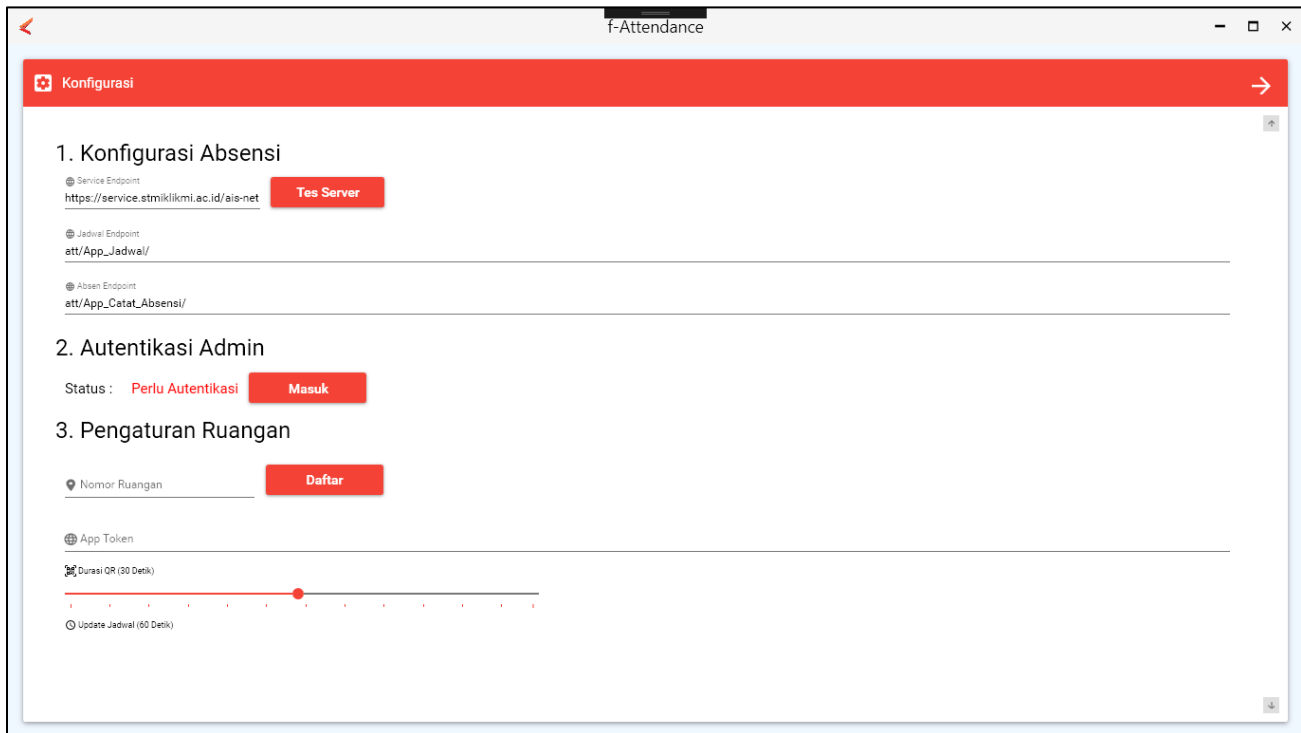 f-Attendance
Konfigurasi
1. Konfigurasi Absensi
Service Endpoint
https://service.stmiklikmi.ac.id/ais-net
Tes Server
Jadwal Endpoint
att/App_Jadwal/
Absen Endpoint
att/App_Catat_Absensi/
2. Autentikasi Admin
Status : Perlu Autentikasi Masuk
3. Pengaturan Ruangan
Nomor Ruangan Daftar
App Token
Durasi QR (30 Detik)
Update Jadwal (60 Detik)